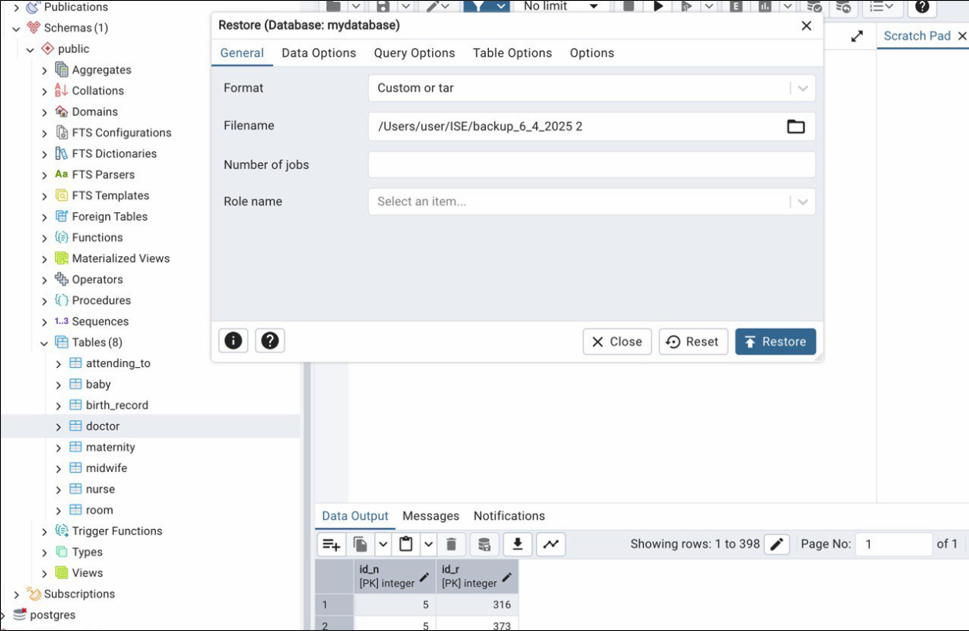 Publications
Schemas (1)
public
Aggregates
Collations
Domains
FTS Configurations
FTS Dictionaries
Aa FTS Parsers
FTS Templates
Foreign Tables
Functions
Materialized Views
Operators
Procedures
1..3 Sequences
Tables (8)
attending_to
baby
birth_record
doctor
maternity
midwife
nurse
room
Trigger Functions
Types
Views
Subscriptions
postgres
No limit
E
Scratch Pad
Restore (Database: mydatabase)
General Data Options Query Options Table Options Options
Format Custom or tar
Filename /Users/user/ISE/backup_6_4_2025 2
Number of jobs
Role name Select an item...
Close Reset Restore
Data Output Messages Notifications
Showing rows: 1 to 398 Page No: 1 of 1
id_n id_r
[PK] integer [PK] integer
1 5 316
2 5 373